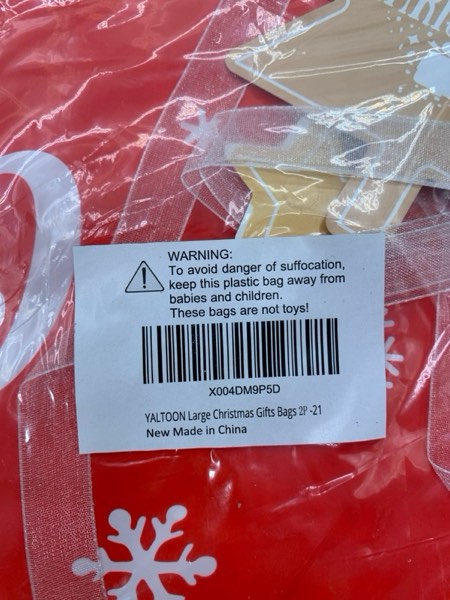 WARNING:
To avoid danger of suffocation,
keep this plastic bag away from
babies and children.
These bags are not toys!
X004DM9P5D
YALTOON Large Christmas Gifts Bags 2P -21
New Made in China